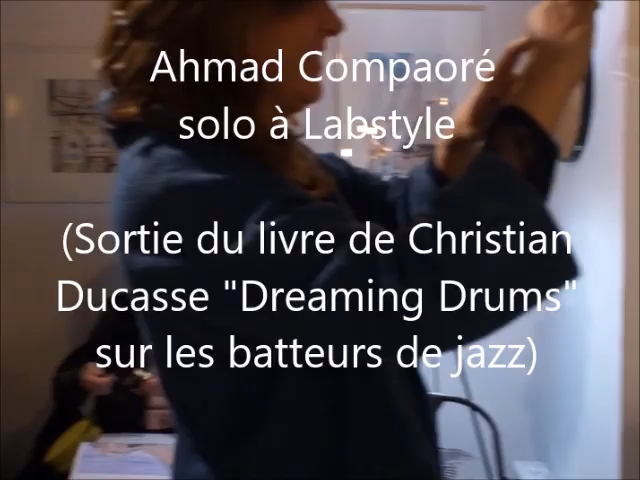 Ahmad Compaoré
solo à Labstyle
(Sortie du livre de Christian
Ducasse "Dreaming Drums"
sur les batteurs de jazz)